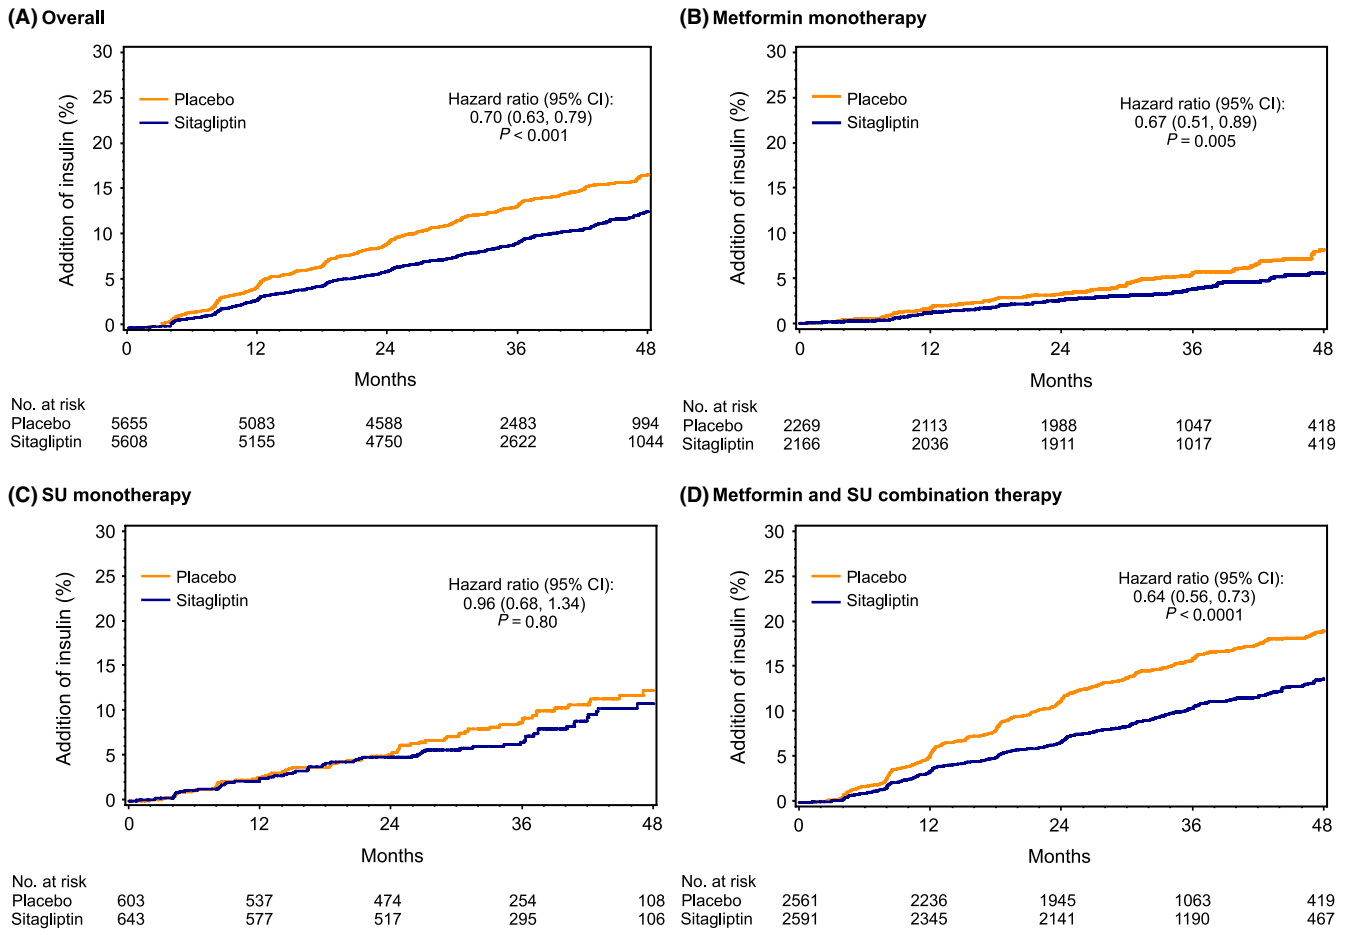 (A) Overall
30
25
20
15
10
5
0
Addition of insulin (%)
Placebo
Sitagliptin
Hazard ratio (95% CI):
0.70 (0.63, 0.79)
P < 0.001
0 12 24 36 48
Months
No. at risk
Placebo 5655 5083 4588 2483 994
Sitagliptin 5608 5155 4750 2622 1044
(B) Metformin monotherapy
30
25
20
15
10
5
0
Addition of insulin (%)
Placebo
Sitagliptin
Hazard ratio (95% CI):
0.67 (0.51, 0.89)
P = 0.005
0 12 24 36 48
Months
No. at risk
Placebo 2269 2113 1988 1047 418
Sitagliptin 2166 2036 1911 1017 419
(C) SU monotherapy
30
25
20
15
10
5
0
Addition of insulin (%)
Placebo
Sitagliptin
Hazard ratio (95% CI):
0.96 (0.68, 1.34)
P = 0.80
0 12 24 36 48
Months
No. at risk
Placebo 603 537 474 254 108
Sitagliptin 643 577 517 295 106
(D) Metformin and SU combination therapy
30
25
20
15
10
5
0
Addition of insulin (%)
Placebo
Sitagliptin
Hazard ratio (95% CI):
0.64 (0.56, 0.73)
P < 0.0001
0 12 24 36 48
Months
No. at risk
Placebo 2561 2236 1945 1063 419
Sitagliptin 2591 2345 2141 1190 467